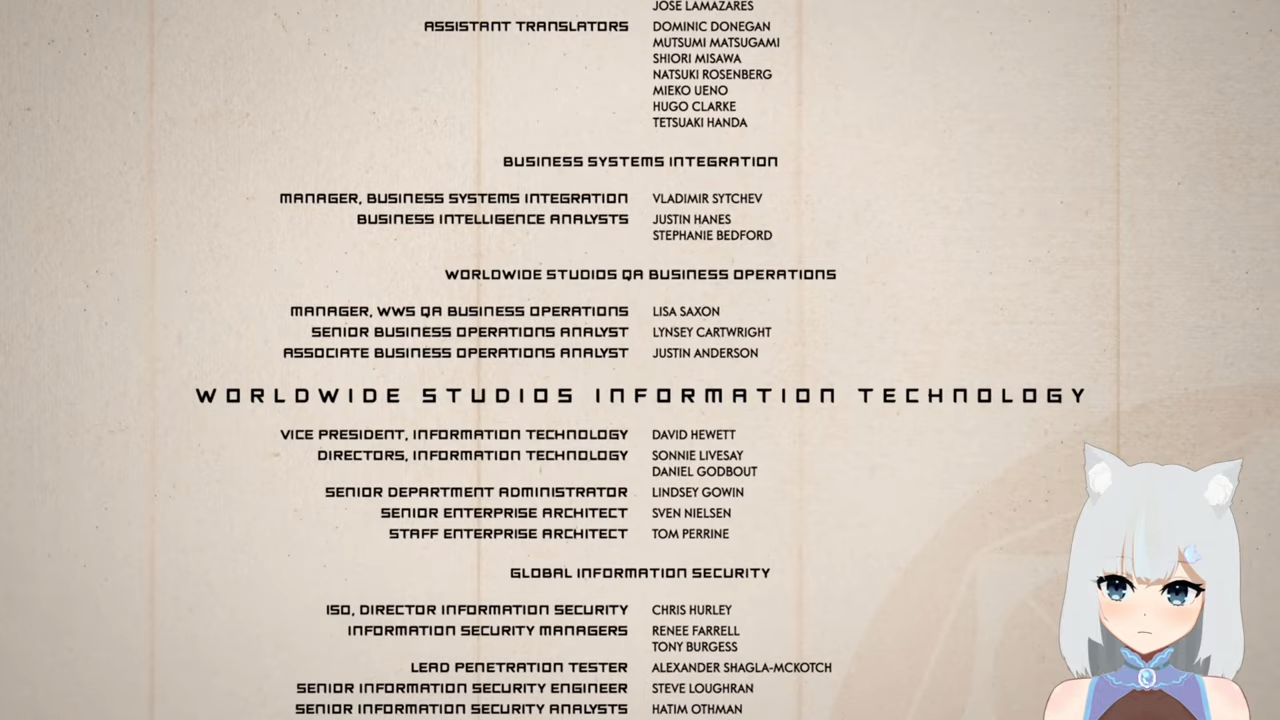 JOSE LAMAZARES
ASSISTANT TRANSLATORS DOMINIC DONEGAN
MUTSUMI MATSUGAMI
SHIORI MISAWA
NATSUKI ROSENBERG
MIEKO UENO
HUGO CLARKE
TETSUAKI HANDA
BUSINESS SYSTEMS INTEGRATION
MANAGER, BUSINESS SYSTEMS INTEGRATION VLADIMIR SYTCHEV
BUSINESS INTELLIGENCE ANALYSTS JUSTIN HANES
STEPHANIE BEDFORD
WORLDWIDE STUDIOS QA BUSINESS OPERATIONS
MANAGER, WWS QA BUSINESS OPERATIONS LISA SAXON
SENIOR BUSINESS OPERATIONS ANALYST LYNSEY CARTWRIGHT
ASSOCIATE BUSINESS OPERATIONS ANALYST JUSTIN ANDERSON
WORLDWIDE STUDIOS INFORMATION TECHNOLOGY
VICE PRESIDENT, INFORMATION TECHNOLOGY DAVID HEWETT
DIRECTORS, INFORMATION TECHNOLOGY SONNIE LIVESAY
DANIEL GODBOUT
SENIOR DEPARTMENT ADMINISTRATOR LINDSEY GOWIN
SENIOR ENTERPRISE ARCHITECT SVEN NIELSEN
STAFF ENTERPRISE ARCHITECT TOM PERRINE
GLOBAL INFORMATION SECURITY
ISO, DIRECTOR INFORMATION SECURITY CHRIS HURLEY
INFORMATION SECURITY MANAGERS RENEE FARRELL
TONY BURGESS
LEAD PENETRATION TESTER ALEXANDER SHAGLA-MCKOTCH
SENIOR INFORMATION SECURITY ENGINEER STEVE LOUGHRAN
SENIOR INFORMATION SECURITY ANALYSTS HATIM OTHMAN